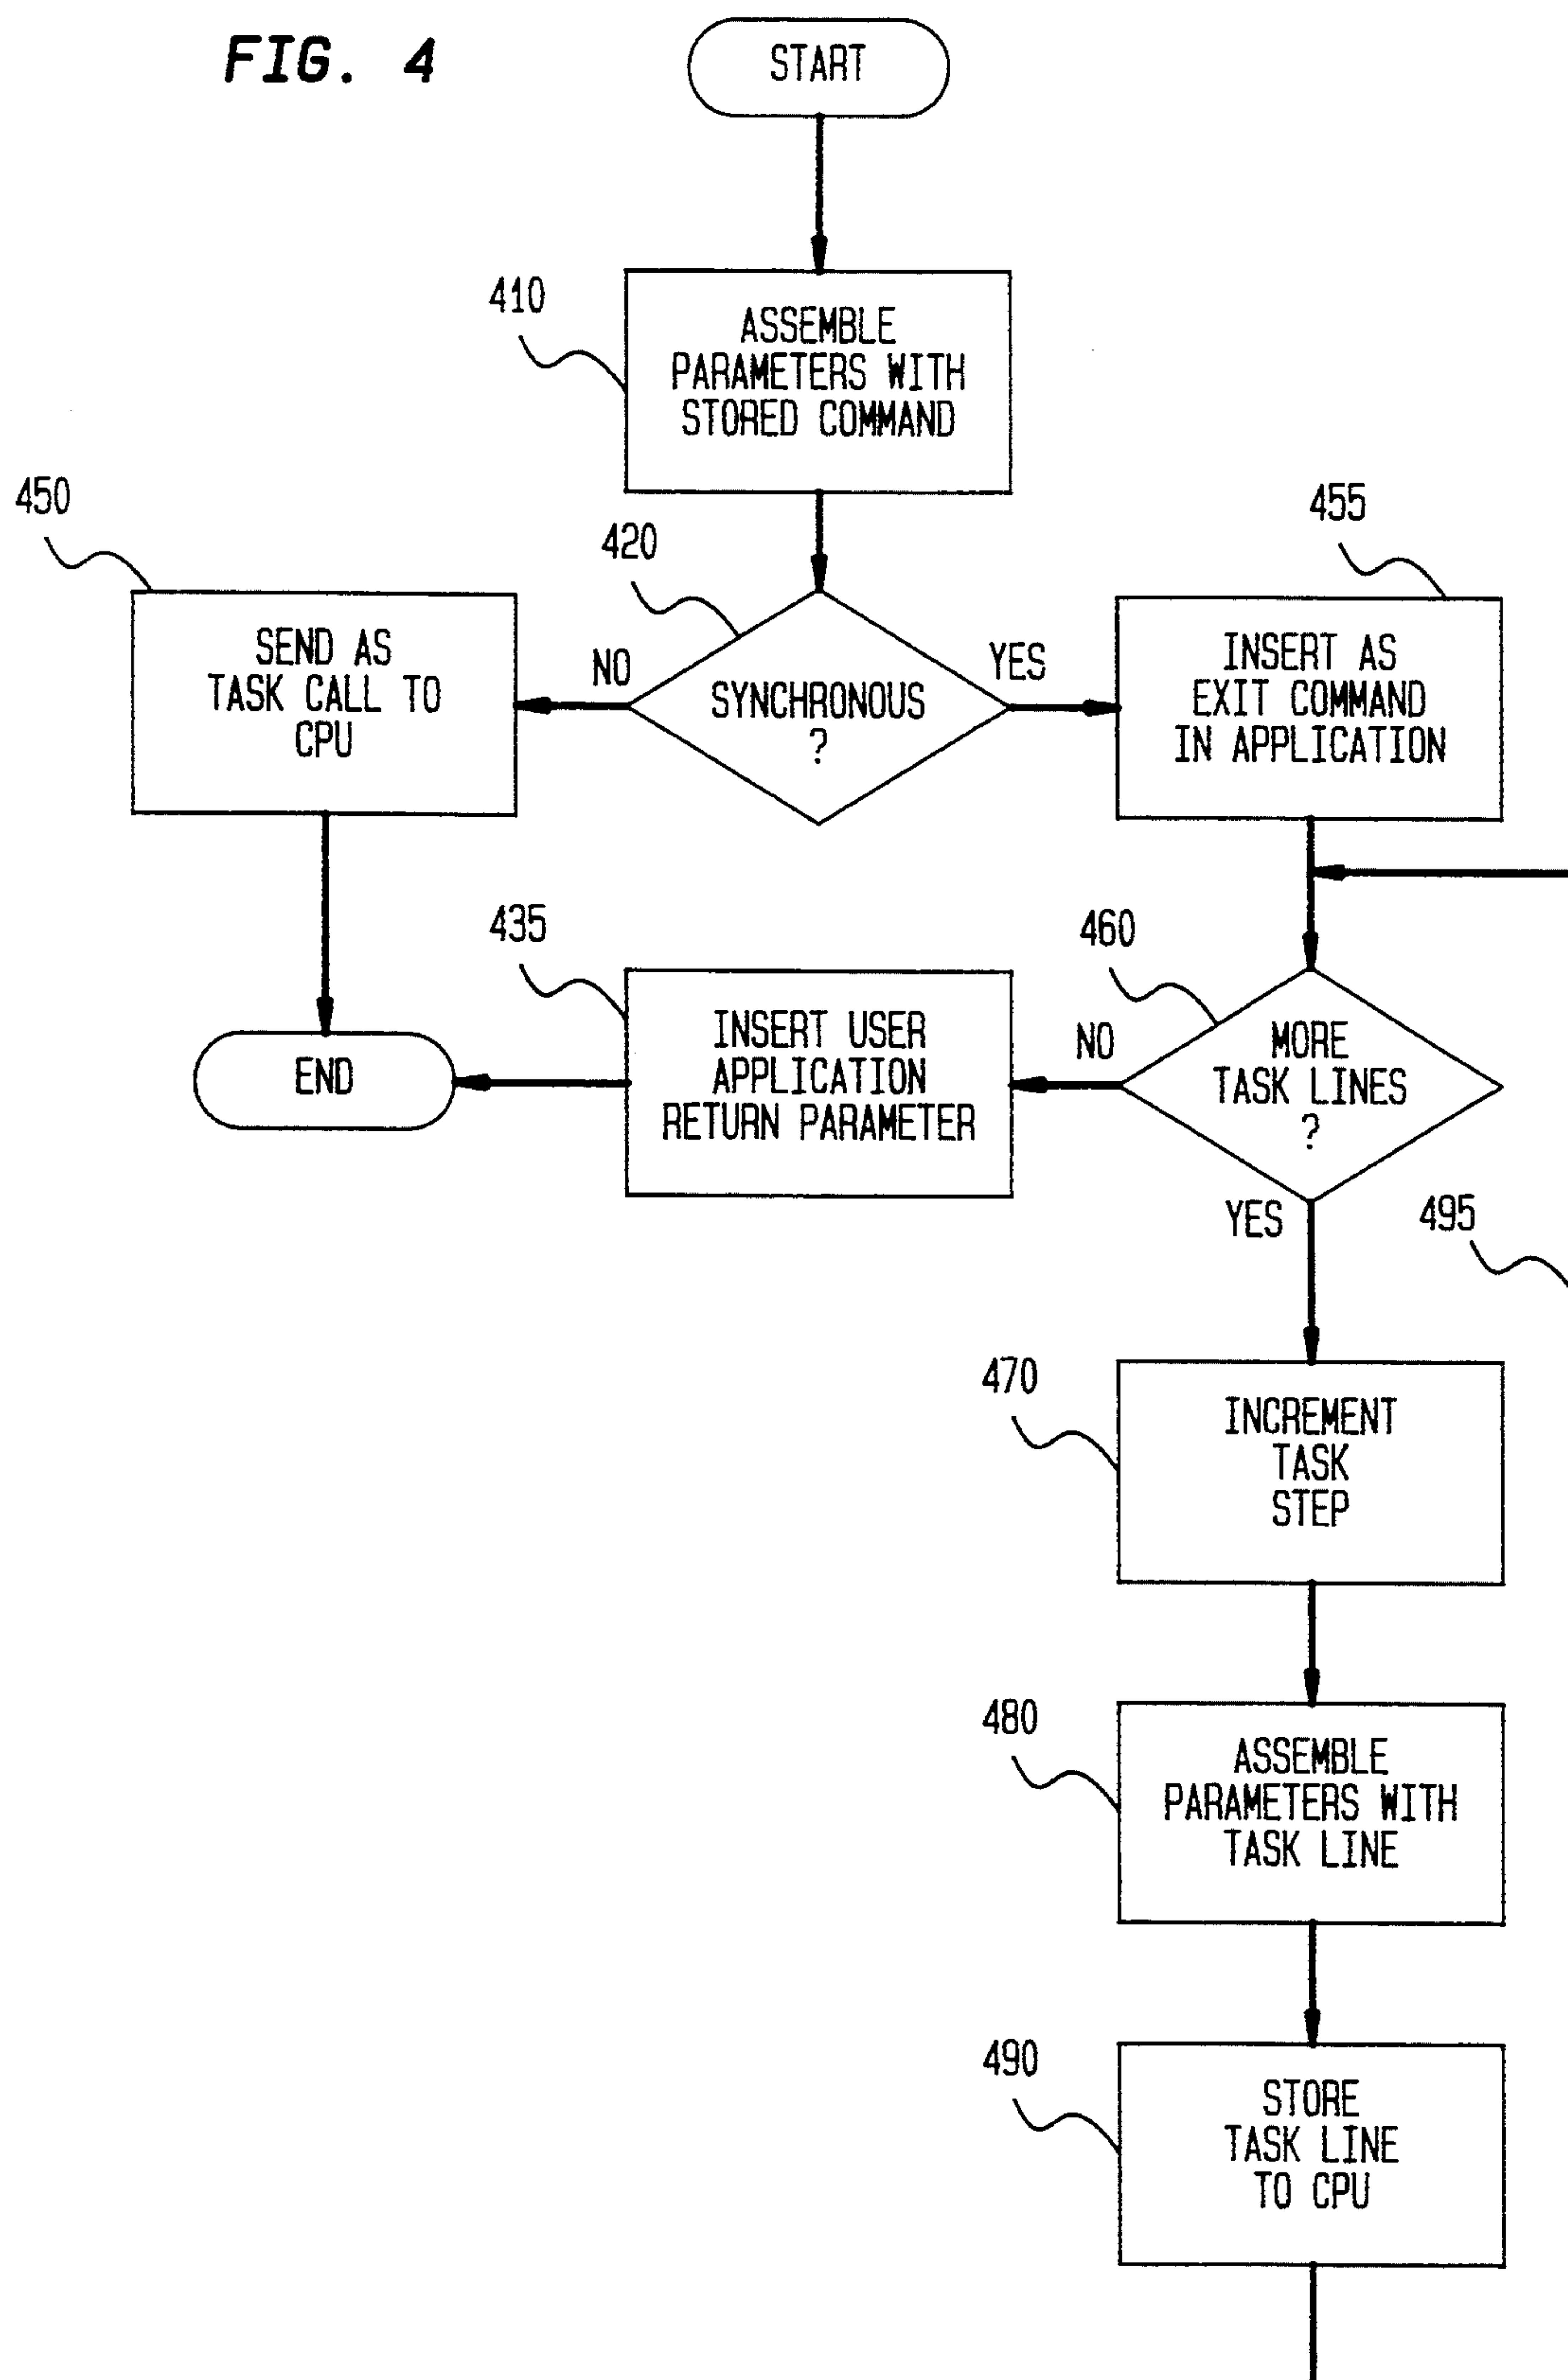 FIG. 4
START
410
ASSEMBLE
PARAMETERS WITH
STORED COMMAND
450
420
455
SEND AS
TASK CALL TO
CPU
NO
SYNCHRONOUS
?
YES
INSERT AS
EXIT COMMAND
IN APPLICATION
435
460
END
INSERT USER
APPLICATION
RETURN PARAMETER
NO
MORE
TASK LINES
?
YES
495
470
INCREMENT
TASK
STEP
480
ASSEMBLE
PARAMETERS WITH
TASK LINE
490
STORE
TASK LINE
TO CPU